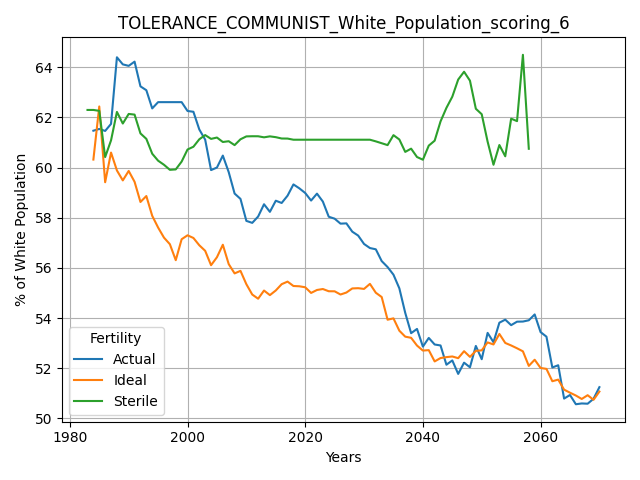 TOLERANCE_COMMUNIST_White_Population_scoring_6
% of White Population
64
62
60
58
56
54
52
50
Fertility
Actual
Ideal
Sterile
1980
2000
2020
2040
2060
Years